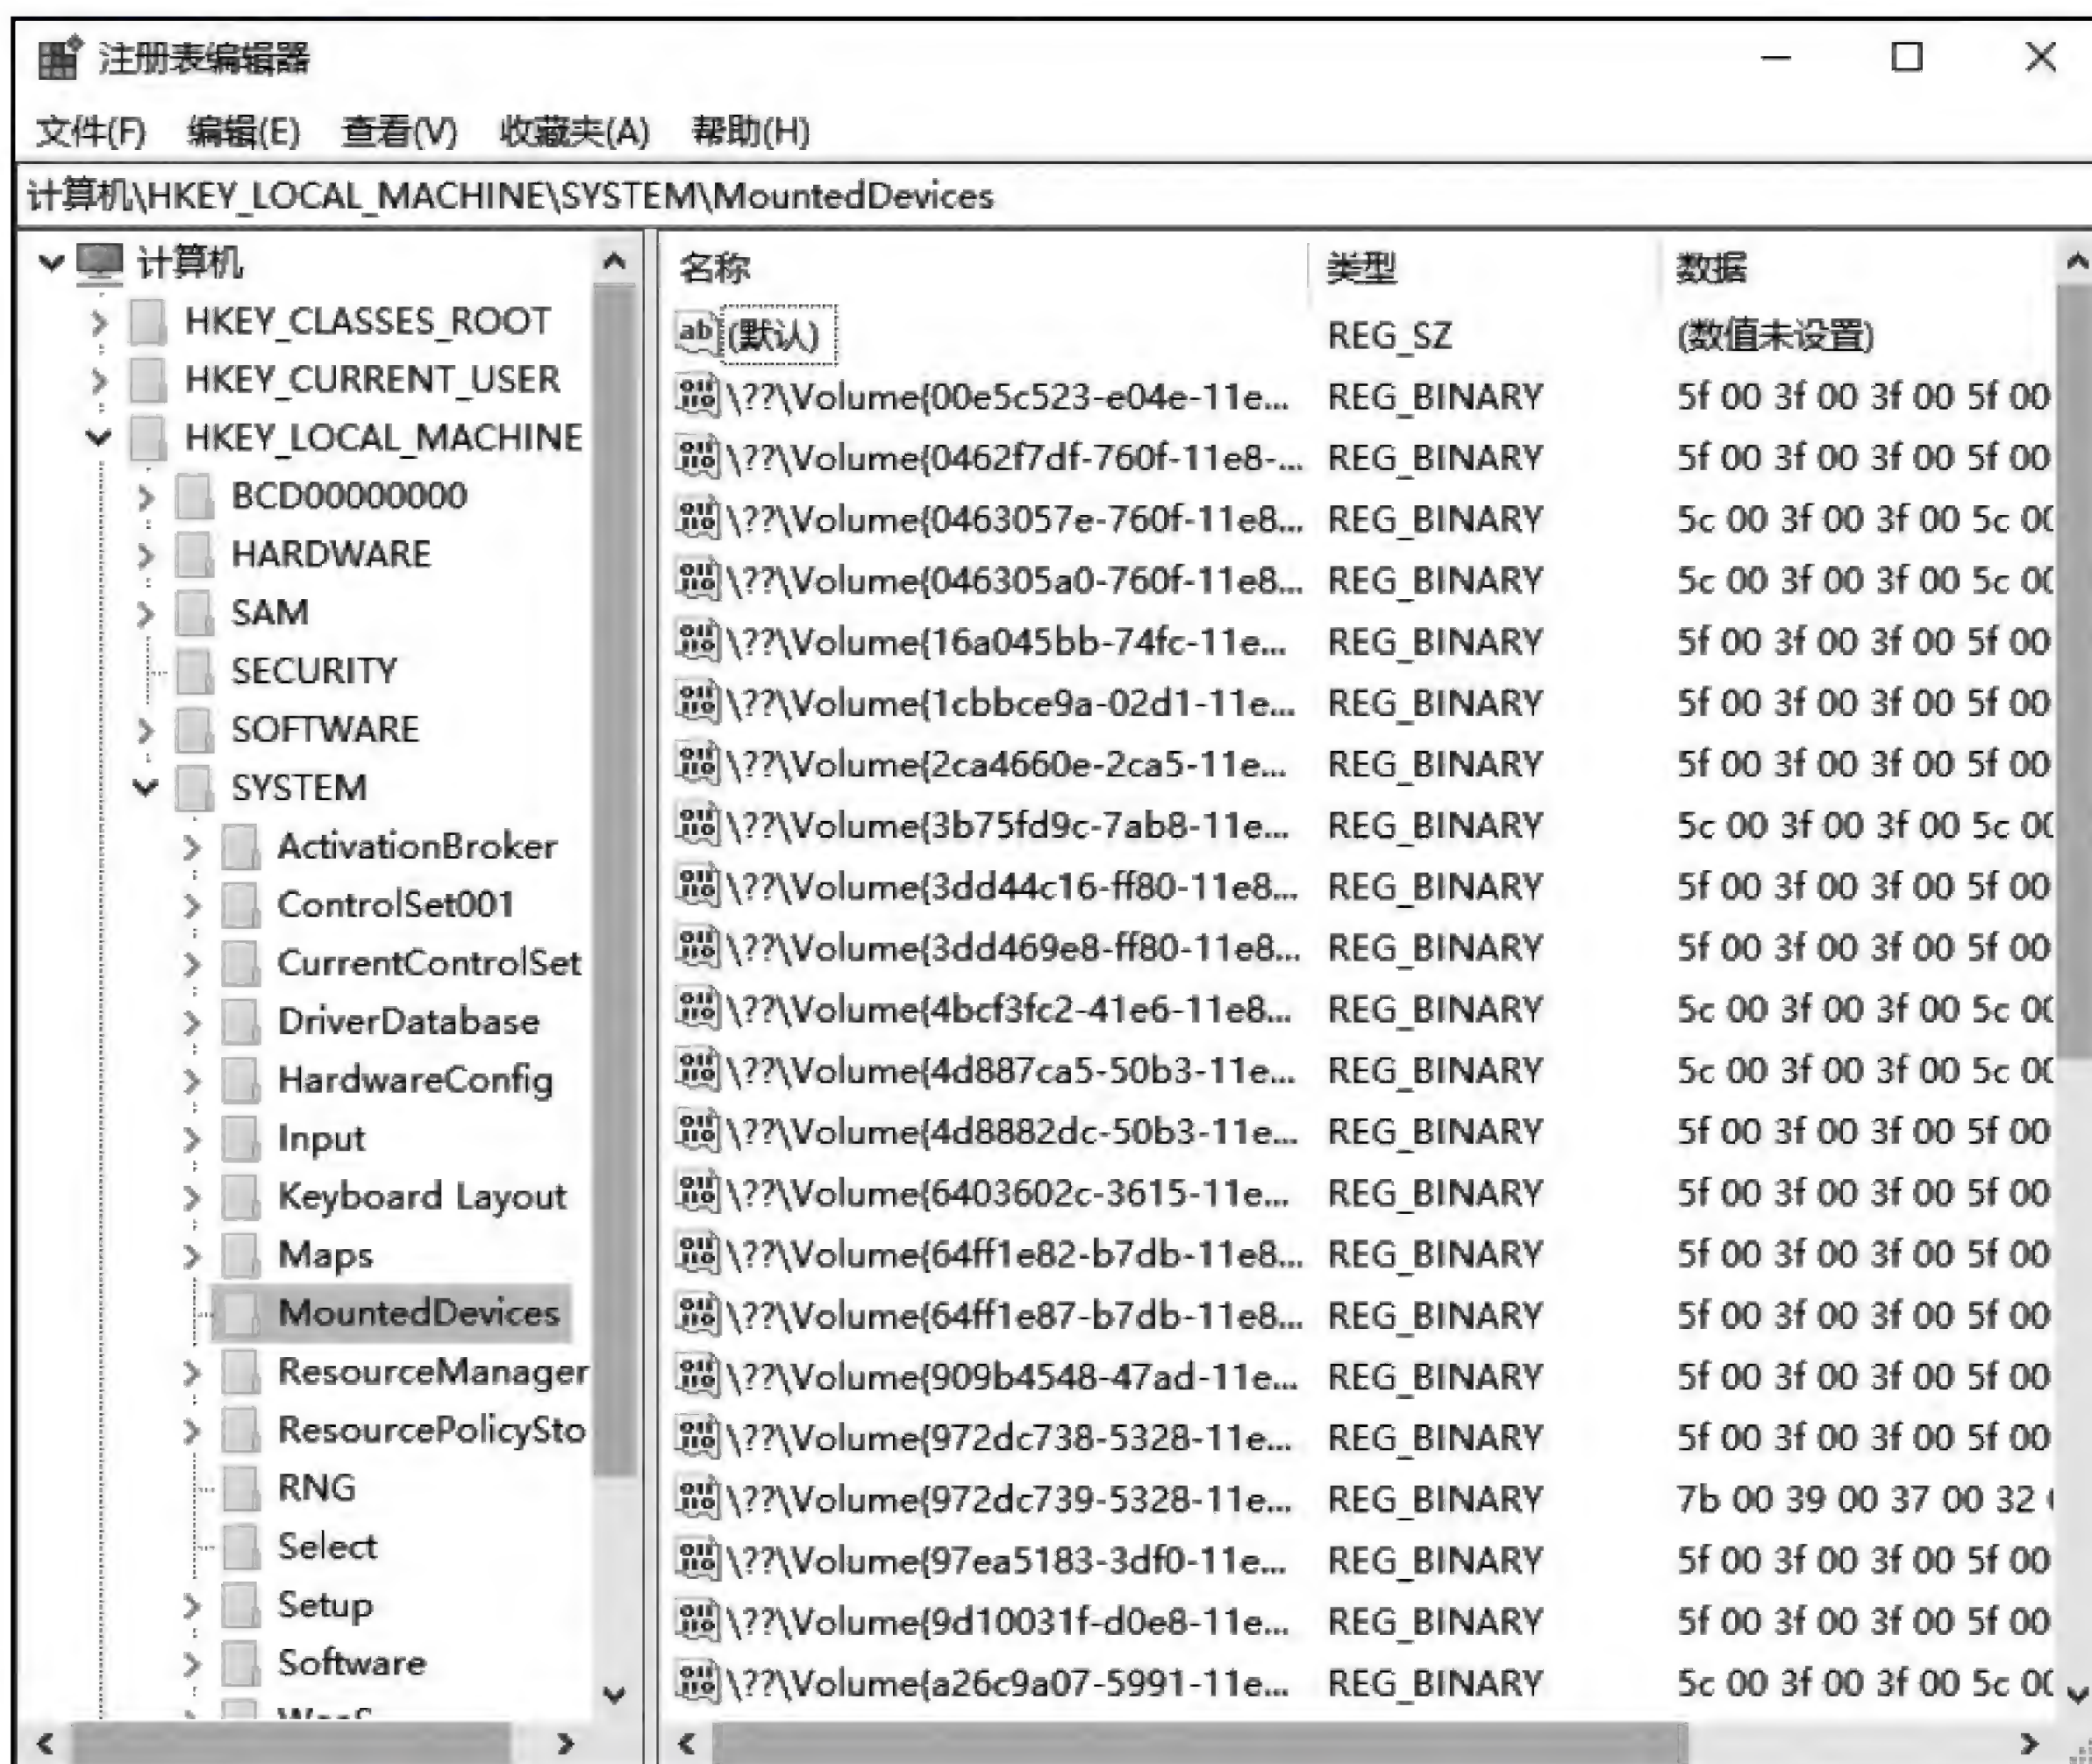 注册表编辑器
文件(F) 编辑(E) 查看(V) 收藏夹(A) 帮助(H)
计算机\HKEY_LOCAL_MACHINE\SYSTEM\MountedDevices
计算机
HKEY_CLASSES_ROOT
HKEY_CURRENT_USER
HKEY_LOCAL_MACHINE
BCD00000000
HARDWARE
SAM
SECURITY
SOFTWARE
SYSTEM
ActivationBroker
ControlSet001
CurrentControlSet
DriverDatabase
HardwareConfig
Input
Keyboard Layout
Maps
MountedDevices
ResourceManager
ResourcePolicySto
RNG
Select
Setup
Software
名称 类型 数据
(默认) REG_SZ (数值未设置)
\??\Volume{00e5c523-e04e-11e... REG_BINARY 5f 00 3f 00 3f 00 5f 00
\??\Volume{0462f7df-760f-11e8-... REG_BINARY 5f 00 3f 00 3f 00 5f 00
\??\Volume{0463057e-760f-11e8... REG_BINARY 5c 00 3f 00 3f 00 5c 00
\??\Volume{046305a0-760f-11e8... REG_BINARY 5c 00 3f 00 3f 00 5c 00
\??\Volume{16a045bb-74fc-11e... REG_BINARY 5f 00 3f 00 3f 00 5f 00
\??\Volume{1cbbce9a-02d1-11e... REG_BINARY 5f 00 3f 00 3f 00 5f 00
\??\Volume{2ca4660e-2ca5-11e... REG_BINARY 5f 00 3f 00 3f 00 5f 00
\??\Volume{3b75fd9c-7ab8-11e... REG_BINARY 5c 00 3f 00 3f 00 5c 00
\??\Volume{3dd44c16-ff80-11e8... REG_BINARY 5f 00 3f 00 3f 00 5f 00
\??\Volume{3dd469e8-ff80-11e8... REG_BINARY 5f 00 3f 00 3f 00 5f 00
\??\Volume{4bcf3fc2-41e6-11e8... REG_BINARY 5c 00 3f 00 3f 00 5c 00
\??\Volume{4d887ca5-50b3-11e... REG_BINARY 5c 00 3f 00 3f 00 5c 00
\??\Volume{4d8882dc-50b3-11e... REG_BINARY 5f 00 3f 00 3f 00 5f 00
\??\Volume{6403602c-3615-11e... REG_BINARY 5f 00 3f 00 3f 00 5f 00
\??\Volume{64ff1e82-b7db-11e8... REG_BINARY 5f 00 3f 00 3f 00 5f 00
\??\Volume{64ff1e87-b7db-11e8... REG_BINARY 5f 00 3f 00 3f 00 5f 00
\??\Volume{909b4548-47ad-11e... REG_BINARY 5f 00 3f 00 3f 00 5f 00
\??\Volume{972dc738-5328-11e... REG_BINARY 5f 00 3f 00 3f 00 5f 00
\??\Volume{972dc739-5328-11e... REG_BINARY 7b 00 39 00 37 00 32
\??\Volume{97ea5183-3df0-11e... REG_BINARY 5f 00 3f 00 3f 00 5f 00
\??\Volume{9d10031f-d0e8-11e... REG_BINARY 5f 00 3f 00 3f 00 5f 00
\??\Volume{a26c9a07-5991-11e... REG_BINARY 5c 00 3f 00 3f 00 5c 00